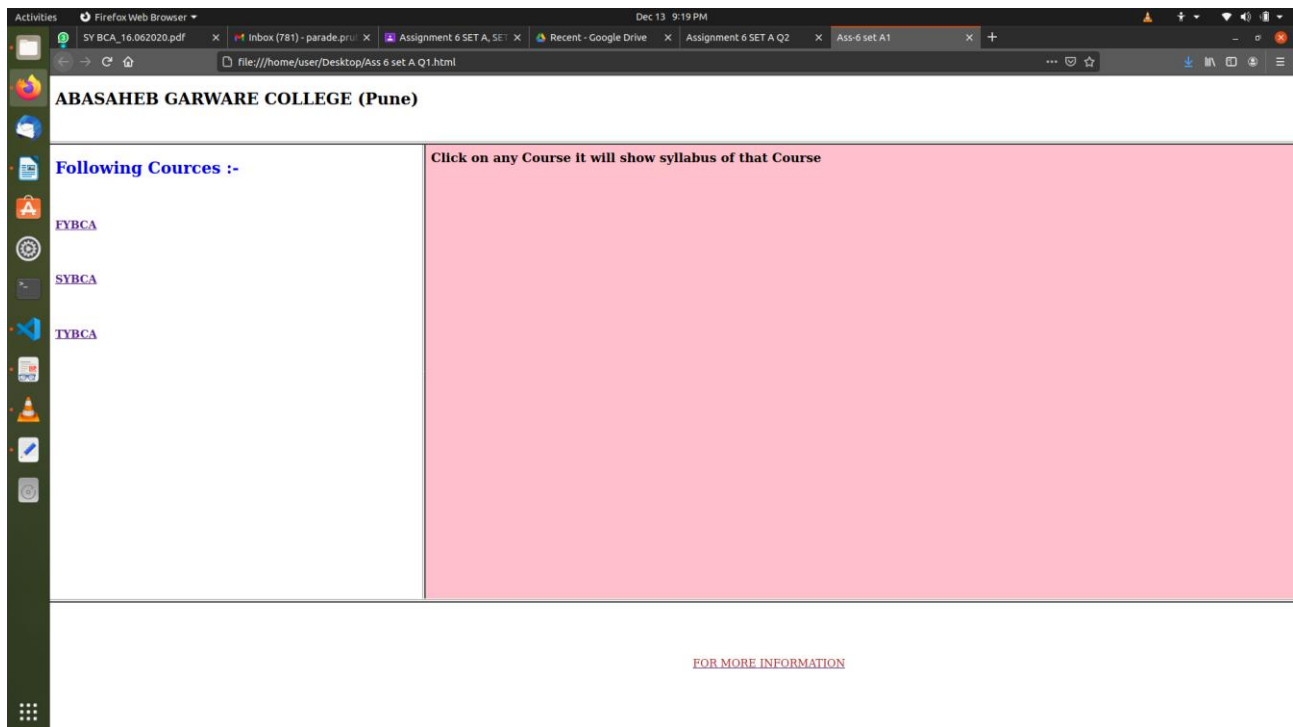 Activities Firefox Web Browser Dec 13 9:19 PM
SY BCA_16.062020.pdf Inbox (781) - parade.pru Assignment 6 SET A, SET Recent - Google Drive Assignment 6 SET A Q2 Ass-6 set A1
file:///home/user/Desktop/Ass 6 set A Q1.html
ABASAHEB GARWARE COLLEGE (Pune)
Following Cources :-
Click on any Course it will show syllabus of that Course
FYBCA
SYBCA
TYBCA
FOR MORE INFORMATION